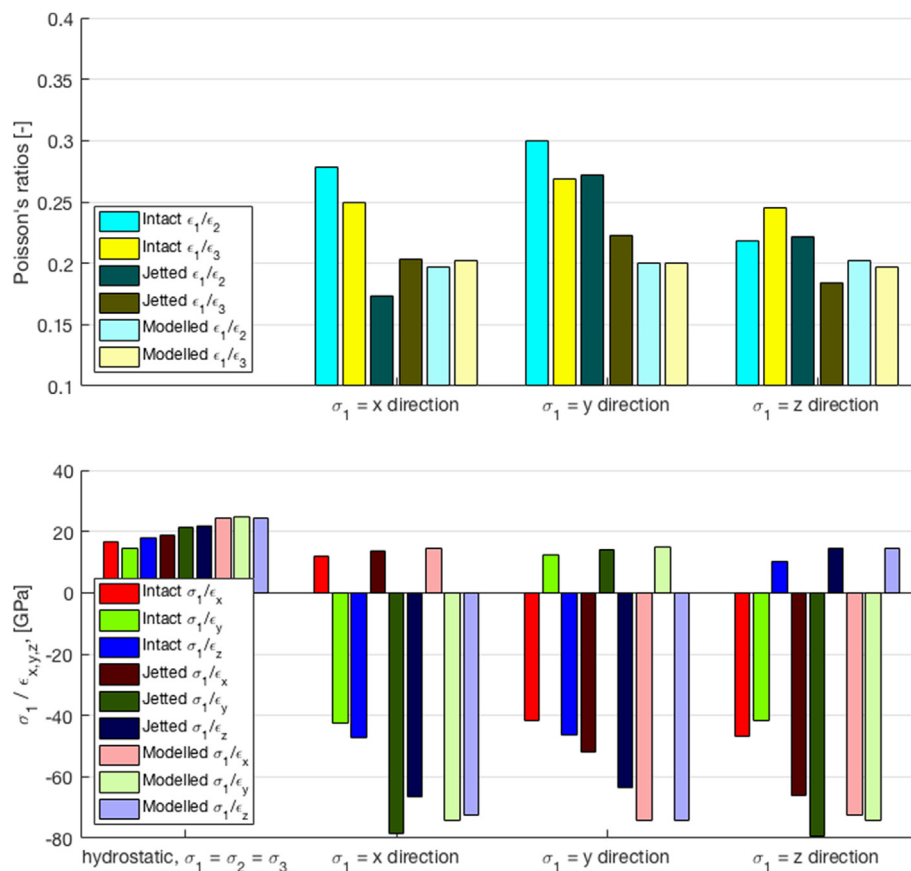 0.4
0.35
0.3
0.25
0.2
0.15
0.1
Poisson's ratios [-]
Intact ϵ₁/ϵ₂
Intact ϵ₁/ϵ₃
Jetted ϵ₁/ϵ₂
Jetted ϵ₁/ϵ₃
Modelled ϵ₁/ϵ₂
Modelled ϵ₁/ϵ₃
σ₁ = x direction
σ₁ = y direction
σ₁ = z direction
40
20
0
-20
-40
-60
-80
σ₁ / ϵx,y,z, [GPa]
Intact σ₁/ϵx
Intact σ₁/ϵy
Intact σ₁/ϵz
Jetted σ₁/ϵx
Jetted σ₁/ϵy
Jetted σ₁/ϵz
Modelled σ₁/ϵx
Modelled σ₁/ϵy
Modelled σ₁/ϵz
hydrostatic, σ₁ = σ₂ = σ₃
σ₁ = x direction
σ₁ = y direction
σ₁ = z direction